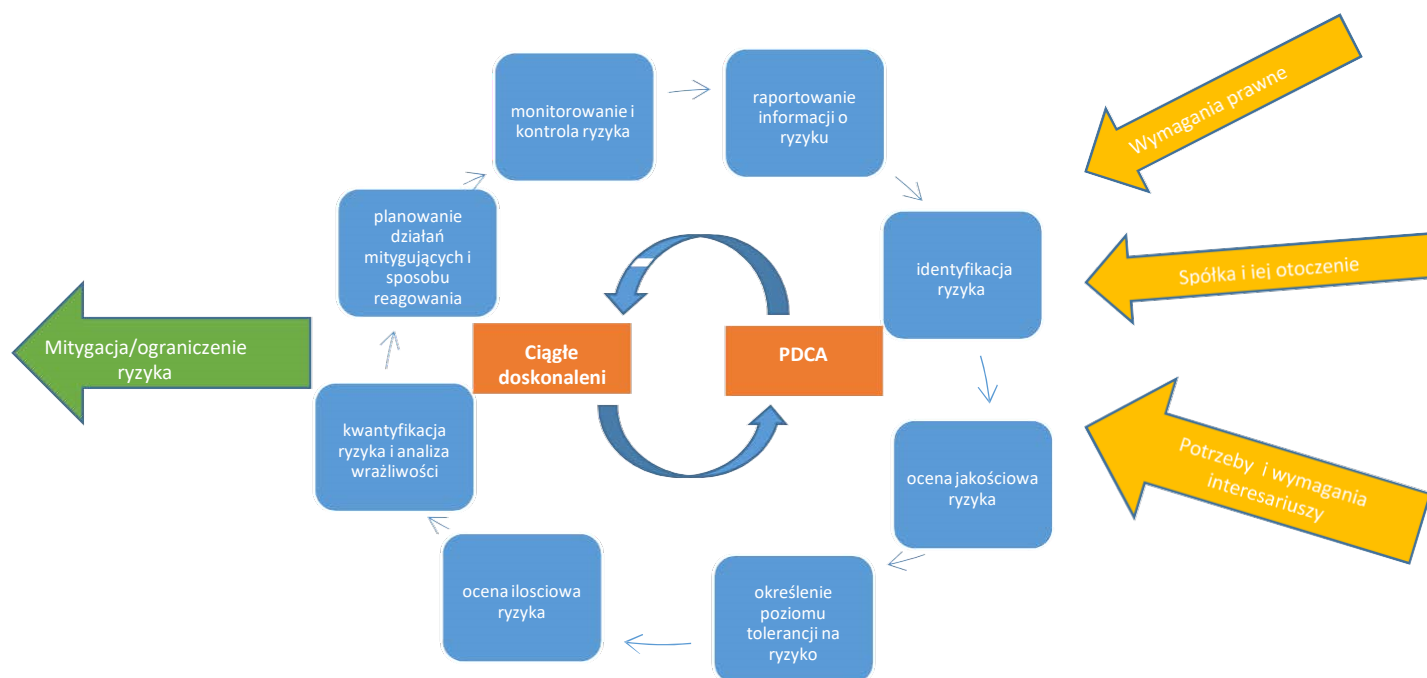 monitorowanie i
kontrola ryzyka
raportowanie
informacji o
ryzyku
Wymagania prawne
planowanie
działań
mitygujących i
sposobu
reagowania
identyfikacja
ryzyka
Spółka i iej otoczenie
Mitygacja/ograniczenie
ryzyka
Ciągłe
doskonaleni
PDCA
kwantyfikacja
ryzyka i analiza
wrażliwości
ocena jakościowa
ryzyka
Potrzeby i wymagania
interesariuszy
ocena ilosciowa
ryzyka
określenie
poziomu
tolerancji na
ryzyko